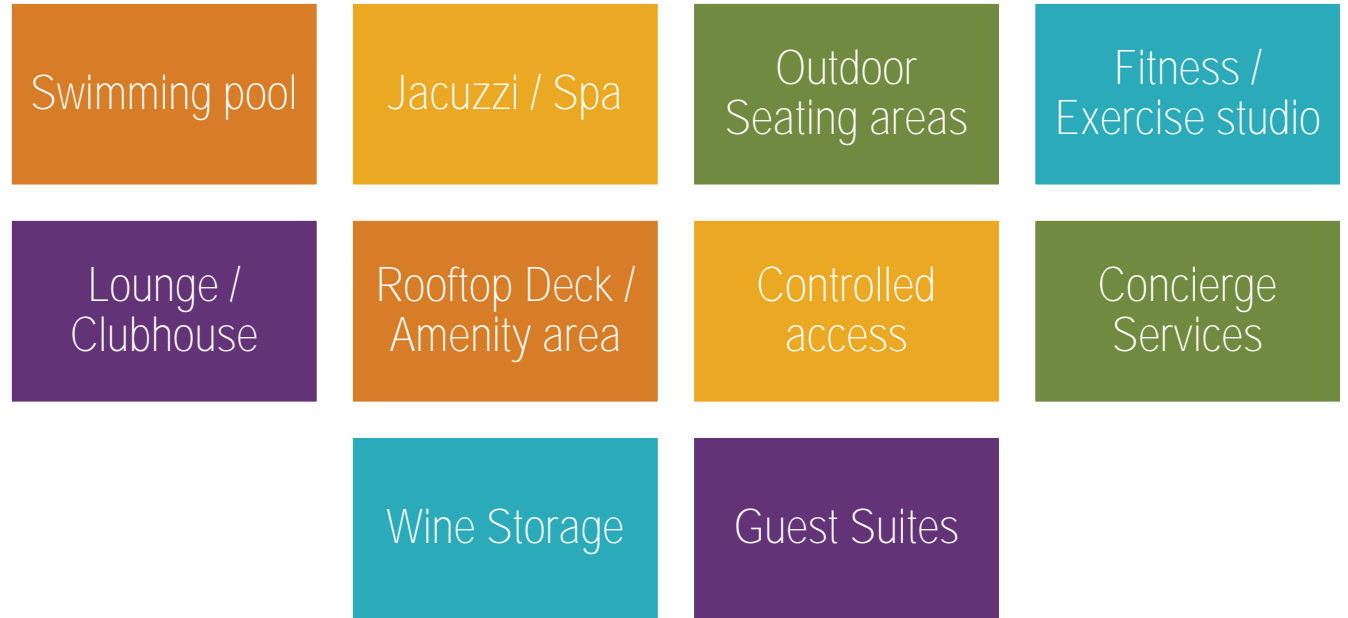 Swimming pool
Jacuzzi / Spa
Outdoor
Seating areas
Fitness /
Exercise studio
Lounge /
Clubhouse
Rooftop Deck /
Amenity area
Controlled
access
Concierge
Services
Wine Storage
Guest Suites